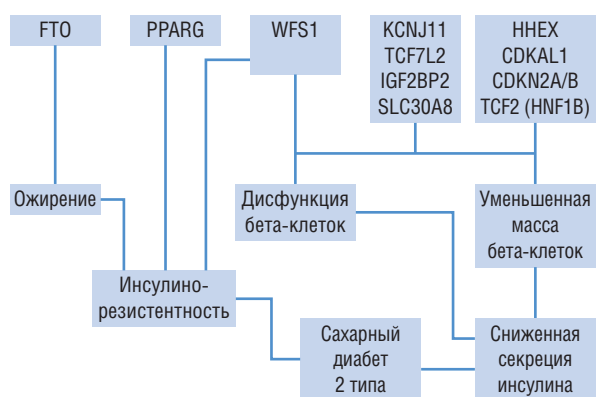 FTO
PPARG
WFS1
KCNJ11
TCF7L2
IGF2BP2
SLC30A8
HHEX
CDKAL1
CDKN2A/B
TCF2 (HNF1B)
Ожирение
Дисфункция
бета-клеток
Уменьшенная
масса
бета-клеток
Инсулино-
резистентность
Сахарный
диабет
2 типа
Сниженная
секреция
инсулина